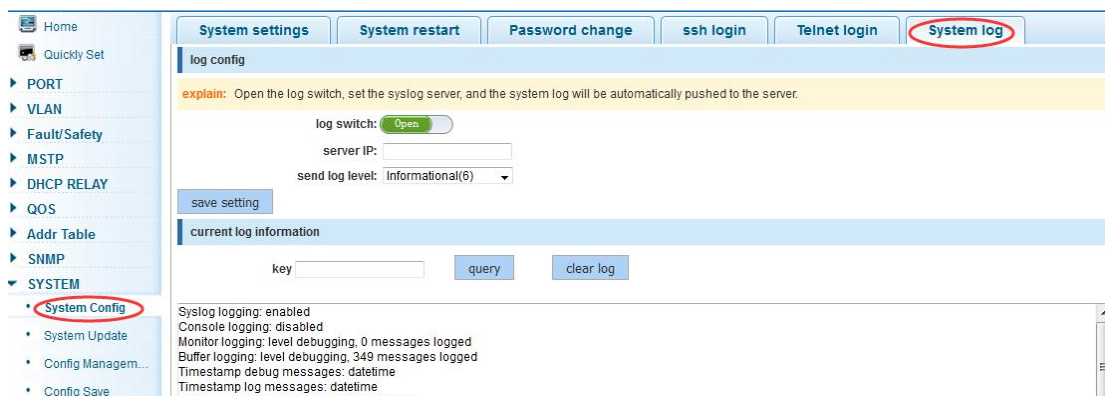 Home
Quickly Set
PORT
VLAN
Fault/Safety
MSTP
DHCP RELAY
QOS
Addr Table
SNMP
SYSTEM
System Config
System Update
Config Managem...
Config Save
System settings System restart Password change ssh login Telnet login System log
log config
explain: Open the log switch, set the syslog server, and the system log will be automatically pushed to the server.
log switch: Open
server IP:
send log level: Informational(6)
save setting
current log information
key query clear log
Syslog logging: enabled
Console logging: disabled
Monitor logging: level debugging, 0 messages logged
Buffer logging: level debugging, 349 messages logged
Timestamp debug messages: datetime
Timestamp log messages: datetime